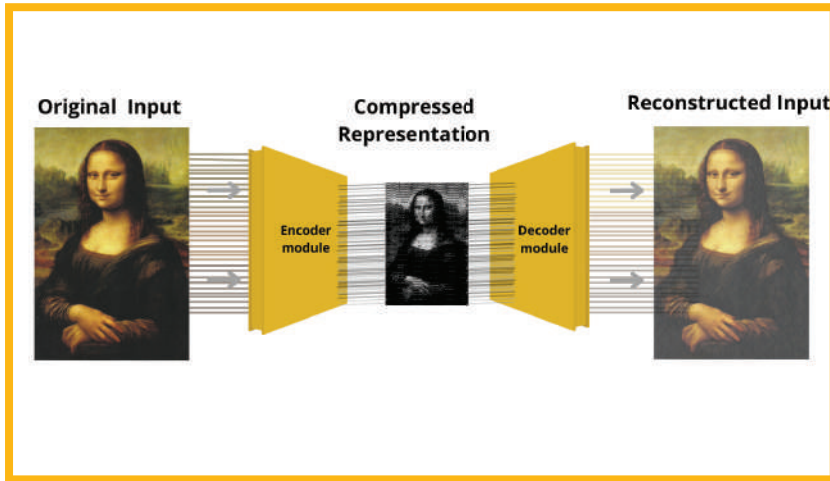 Original Input
Compressed
Representation
Reconstructed Input
Encoder
module
Decoder
module